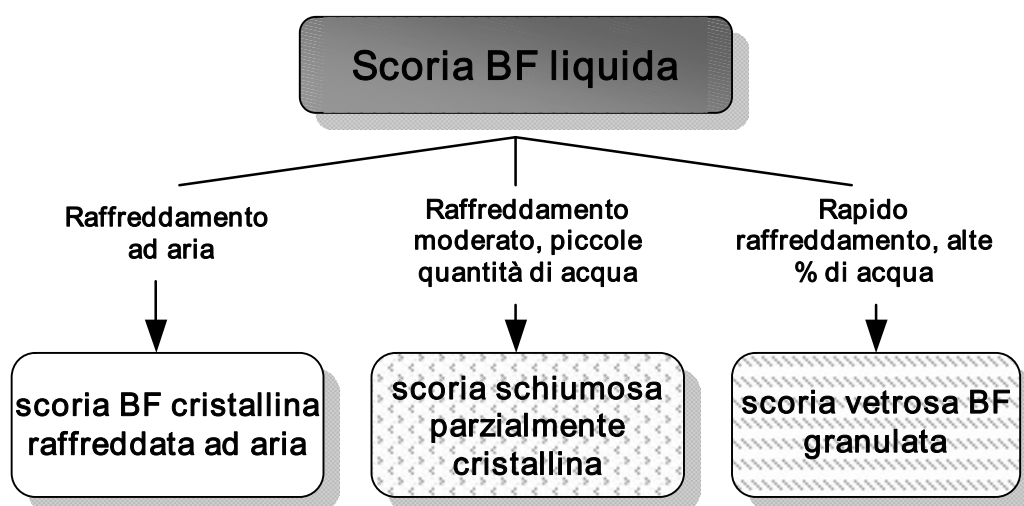 Scoria BF liquida
Raffreddamento
ad aria
Raffreddamento
moderato, piccole
quantità di acqua
Rapido
raffreddamento, alte
% di acqua
scoria BF cristallina
raffreddata ad aria
scoria schiumosa
parzialmente
cristallina
scoria vetrosa BF
granulata